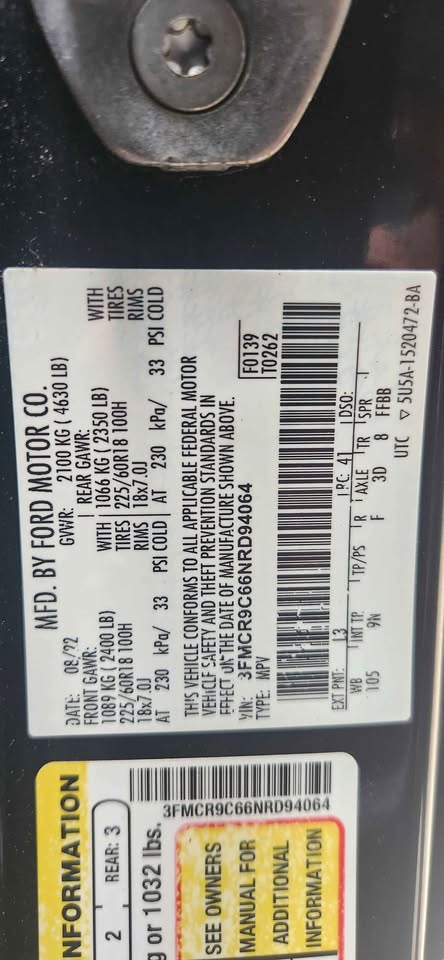 MFD. BY FORD MOTOR CO.
DATE: 08/22 GVWR: 2100 KG ( 4630 LB)
FRONT GAWR: REAR GAWR:
1089 KG ( 2400 LB) WITH 1066 KG ( 2350 LB) WITH
225/60R18 100H TIRES 225/60R18 100H TIRES
18x7.0J RIMS 18x7.0J RIMS
AT 230 kPa/ 33 PSI COLD AT 230 kPa/ 33 PSI COLD
THIS VEHICLE CONFORMS TO ALL APPLICABLE FEDERAL MOTOR
VEHICLE SAFETY AND THEFT PREVENTION STANDARDS IN
EFFECT ON THE DATE OF MANUFACTURE SHOWN ABOVE.
VIN: 3FMCR9C66NRD94064 F0139
TYPE: MPV T0262
EXT PNT: 13 RC: 41 DSO:
WB INT TP TP/PS R AXLE TR SPR
105 9N F 3D 8 FFBB
UTC ▽ 5U5A-1520472-BA
NFORMATION
2 REAR: 3
g or 1032 lbs.
3FMCR9C66NRD94064
SEE OWNERS
MANUAL FOR
ADDITIONAL
INFORMATION